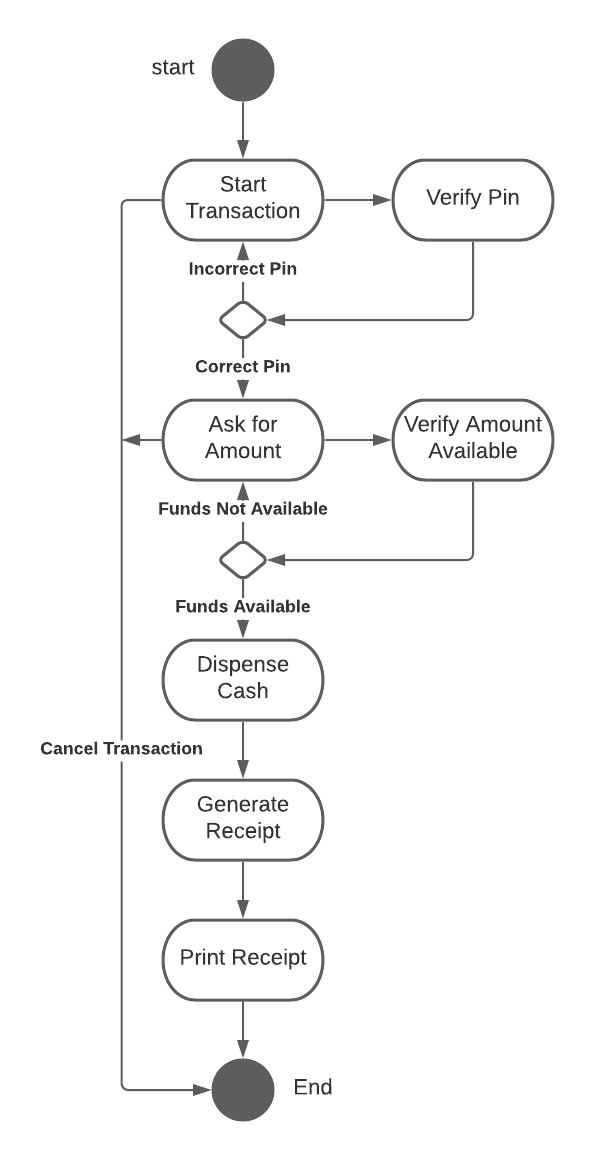 start
Start
Transaction
Verify Pin
Incorrect Pin
Correct Pin
Ask for
Amount
Verify Amount
Available
Funds Not Available
Funds Available
Dispense
Cash
Cancel Transaction
Generate
Receipt
Print Receipt
End